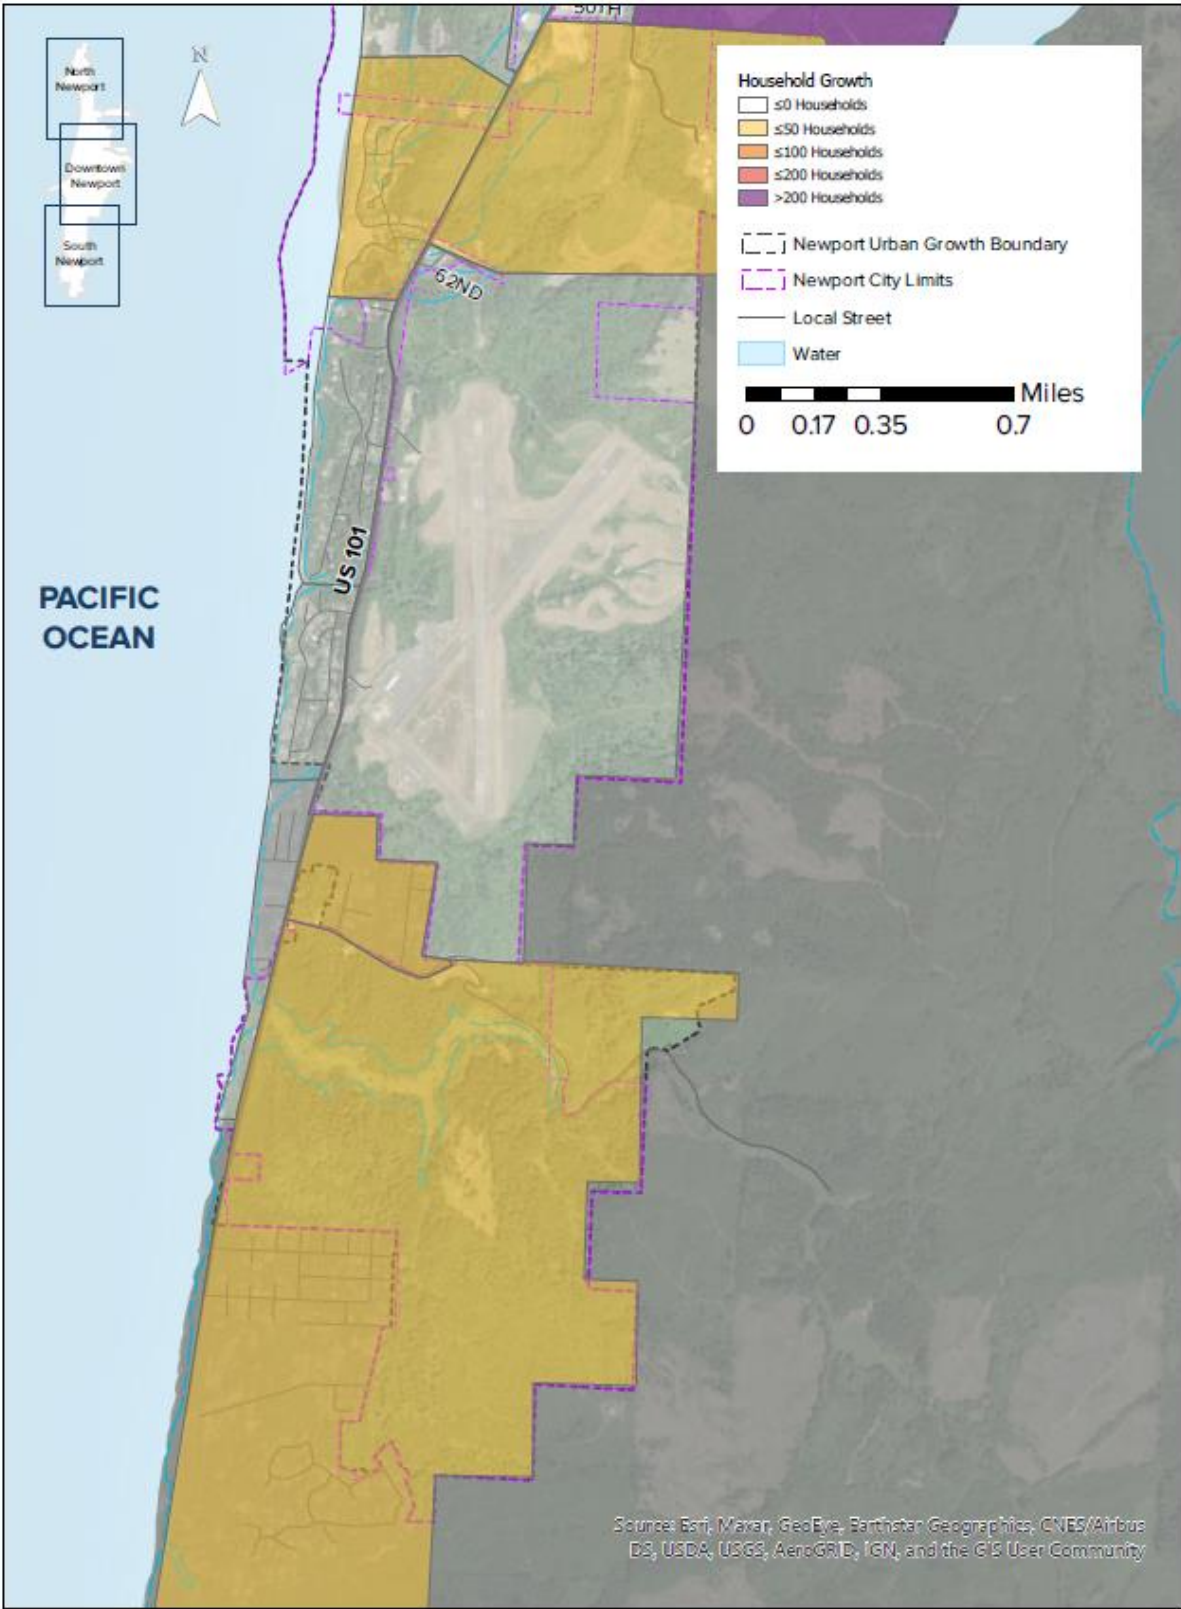 50TH
North
Newport
N
Downtown
Newport
South
Newport
Household Growth
≤0 Households
≤50 Households
≤100 Households
≤200 Households
>200 Households
Newport Urban Growth Boundary
Newport City Limits
Local Street
Water
Miles
0 0.17 0.35 0.7
62ND
US 101
PACIFIC
OCEAN
Source: Esri, Maxar, GeoEye, Earthstar Geographics, CNES/Airbus
DS, USDA, USGS, AeroGRID, IGN, and the GIS User Community